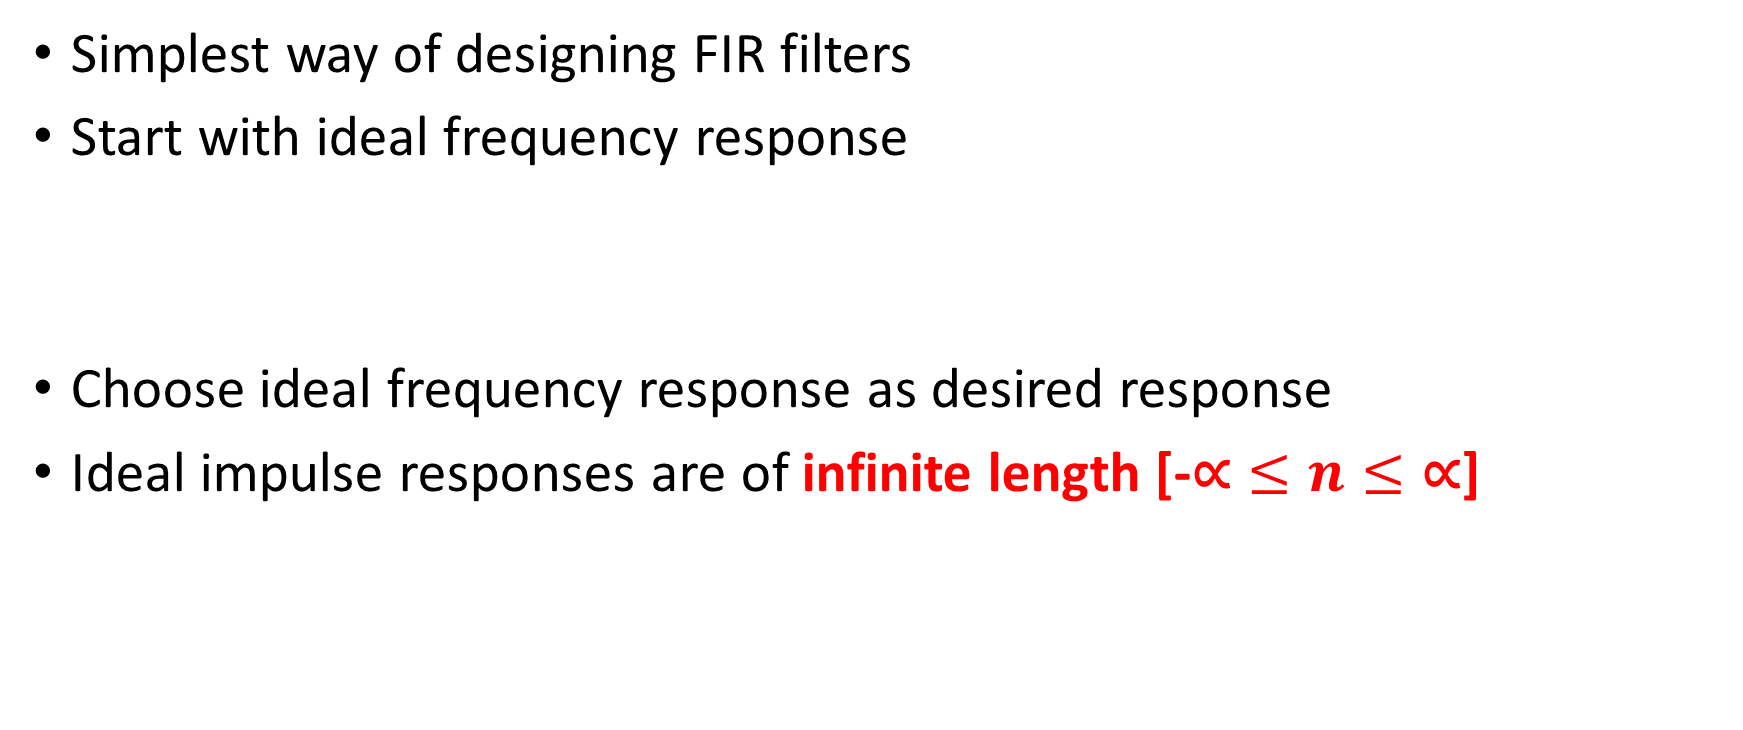 • Simplest way of designing FIR filters
• Start with ideal frequency response
• Choose ideal frequency response as desired response
• Ideal impulse responses are of infinite length [-∝ ≤ n ≤ ∝]